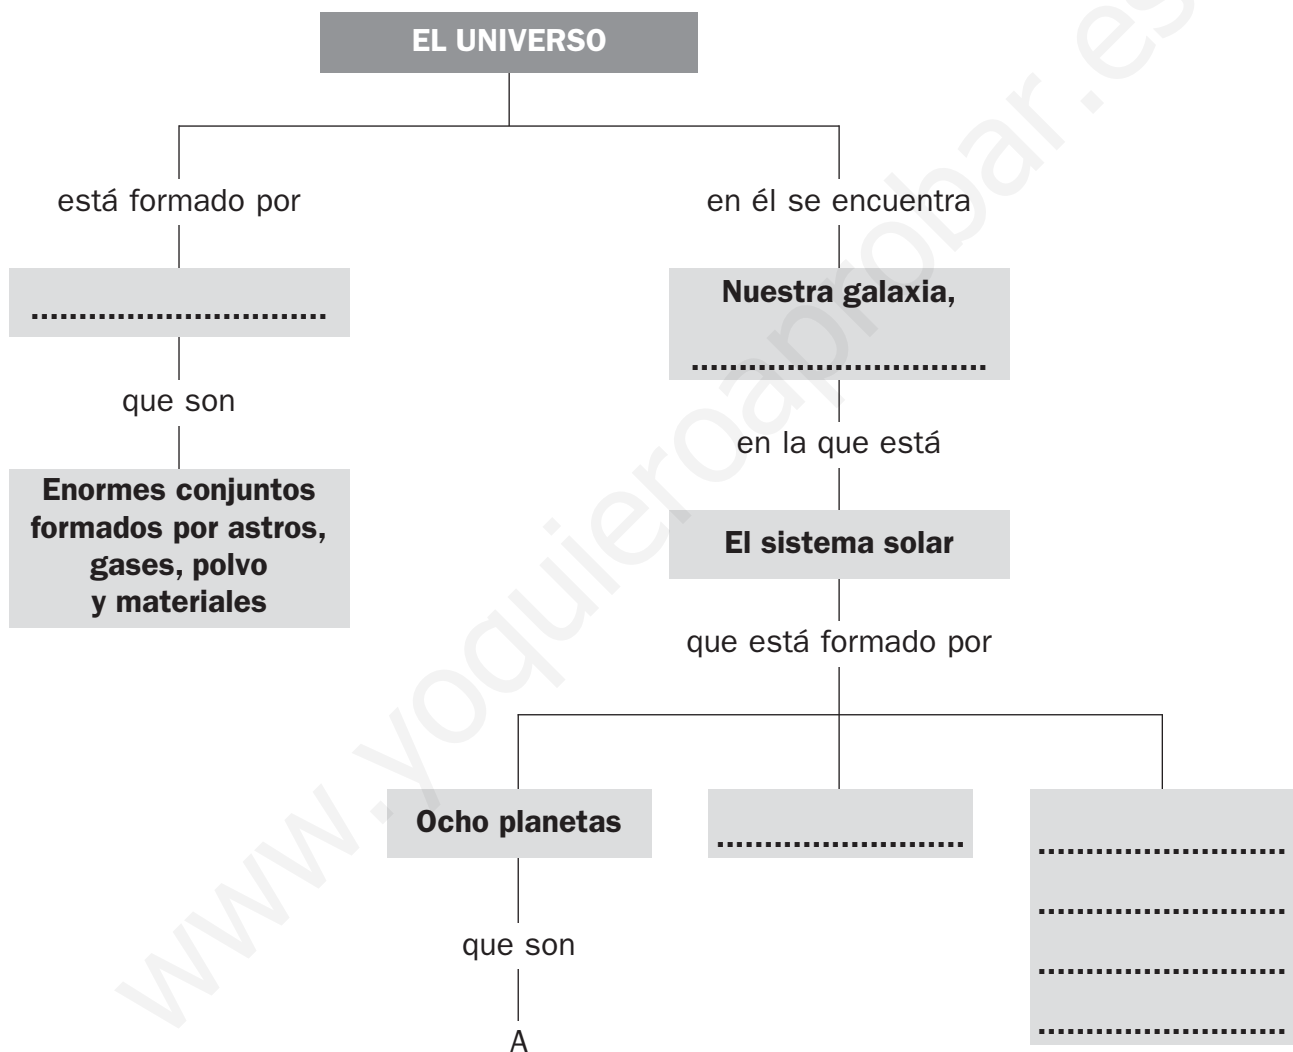 EL UNIVERSO
está formado por
en él se encuentra
..............................
Nuestra galaxia,
..............................
que son
en la que está
Enormes conjuntos
formados por astros,
gases, polvo
y materiales
El sistema solar
que está formado por
Ocho planetas
.........................
.........................
.........................
.........................
.........................
que son
A
www.yoquieroaprobar.es